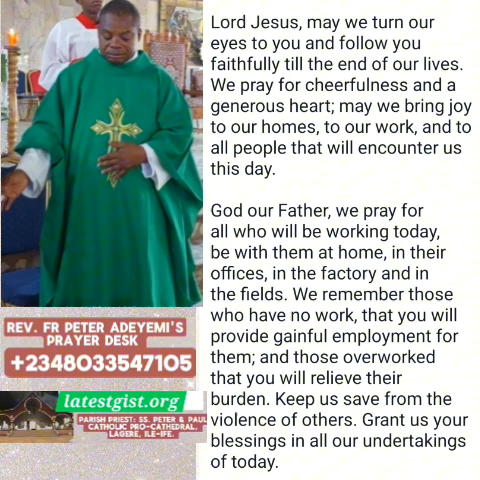 Lord Jesus, may we turn our
eyes to you and follow you
faithfully till the end of our lives.
We pray for cheerfulness and a
generous heart; may we bring joy
to our homes, to our work, and to
all people that will encounter us
this day.
God our Father, we pray for
all who will be working today,
be with them at home, in their
offices, in the factory and in
the fields. We remember those
who have no work, that you will
provide gainful employment for
them; and those overworked
that you will relieve their
burden. Keep us save from the
violence of others. Grant us your
blessings in all our undertakings
of today.
REV. FR PETER ADEYEMI'S
PRAYER DESK
+2348033547105
latestgist.org
PARISH PRIEST: SS. PETER & PAUL
CATHOLIC PRO-CATHEDRAL,
LAGERE, ILE-IFE.